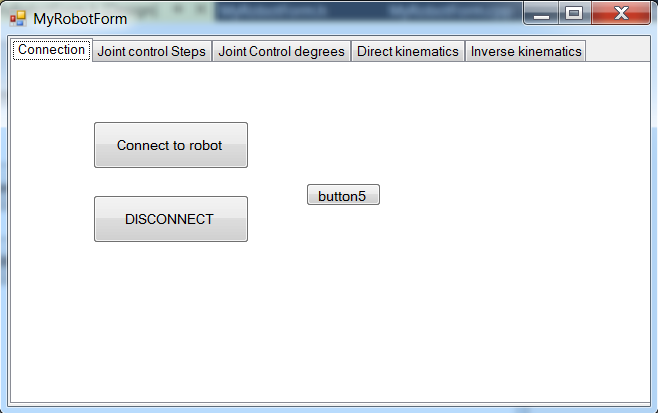 MyRobotForm
Connection Joint control Steps Joint Control degrees Direct kinematics Inverse kinematics
Connect to robot
button5
DISCONNECT